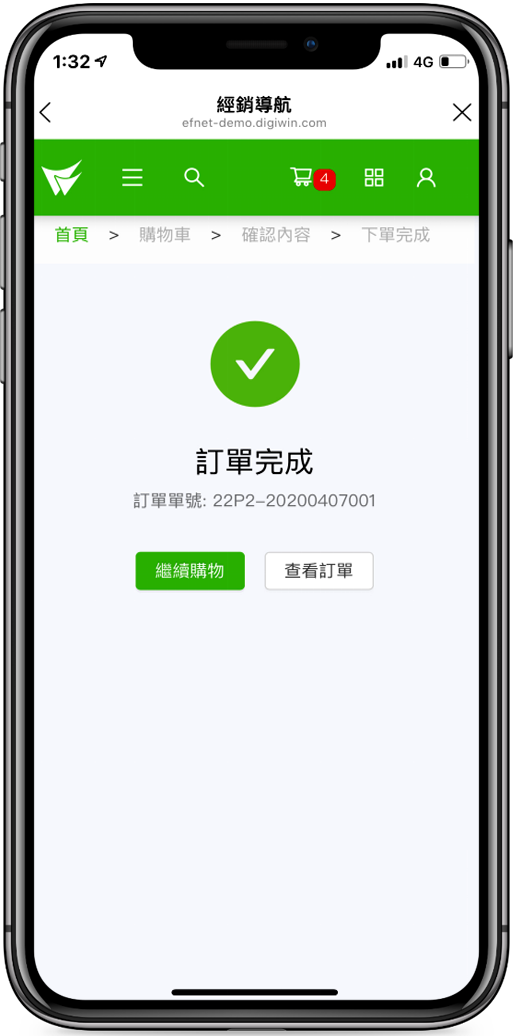 1:32
4G
經銷導航
efnet-demo.digiwin.com
4
首頁 > 購物車 > 確認內容 > 下單完成
訂單完成
訂單單號: 22P2-20200407001
繼續購物 查看訂單